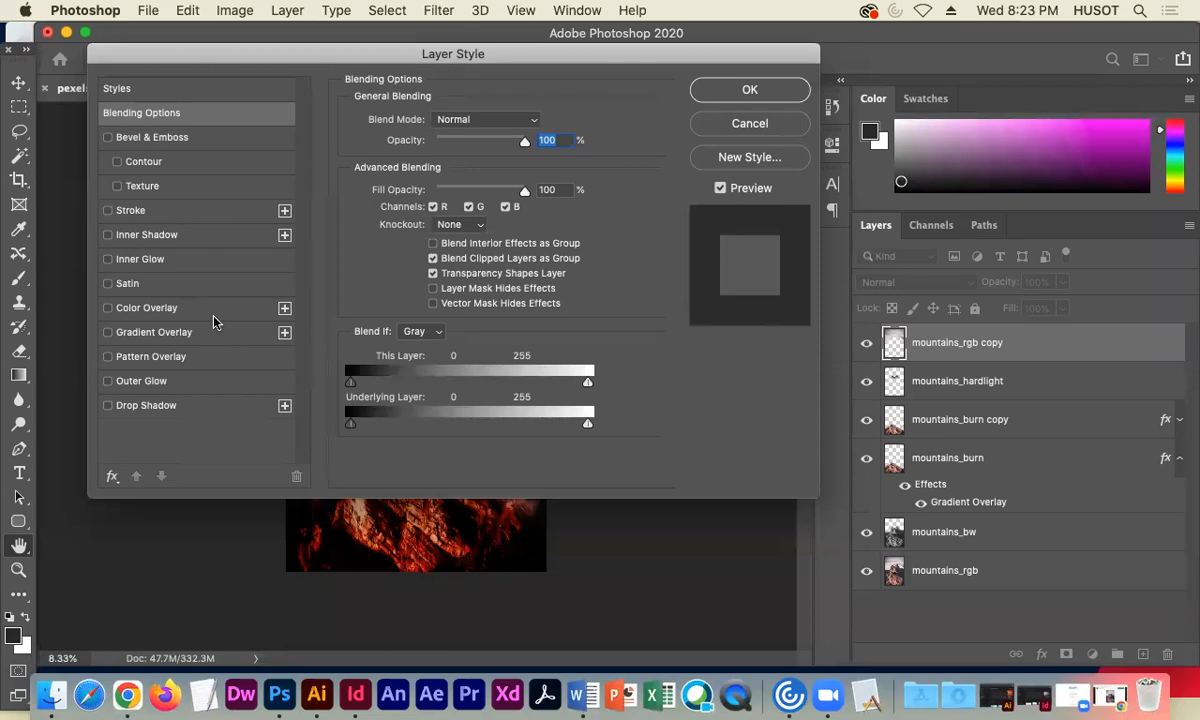 Photoshop File Edit Image Layer Type Select Filter 3D View Window Help Wed 8:23 PM HUSOT
Adobe Photoshop 2020
pexels
Layer Style
Styles
Blending Options
Bevel & Emboss
Contour
Texture
Stroke
Inner Shadow
Inner Glow
Satin
Color Overlay
Gradient Overlay
Pattern Overlay
Outer Glow
Drop Shadow
fx
Blending Options
General Blending
Blend Mode: Normal
Opacity: 100 %
Advanced Blending
Fill Opacity: 100 %
Channels: R G B
Knockout: None
Blend Interior Effects as Group
Blend Clipped Layers as Group
Transparency Shapes Layer
Layer Mask Hides Effects
Vector Mask Hides Effects
Blend If: Gray
This Layer: 0 255
Underlying Layer: 0 255
OK
Cancel
New Style...
Preview
Color Swatches
Layers Channels Paths
Kind
Normal Opacity: 100%
Lock: Fill: 100%
mountains_rgb copy
mountains_hardlight
mountains_burn copy fx
mountains_burn fx
Effects
Gradient Overlay
mountains_bw
mountains_rgb
fx
8.33% Doc: 47.7M/332.3M
Dw Ps Ai Id An Ae Pr Xd